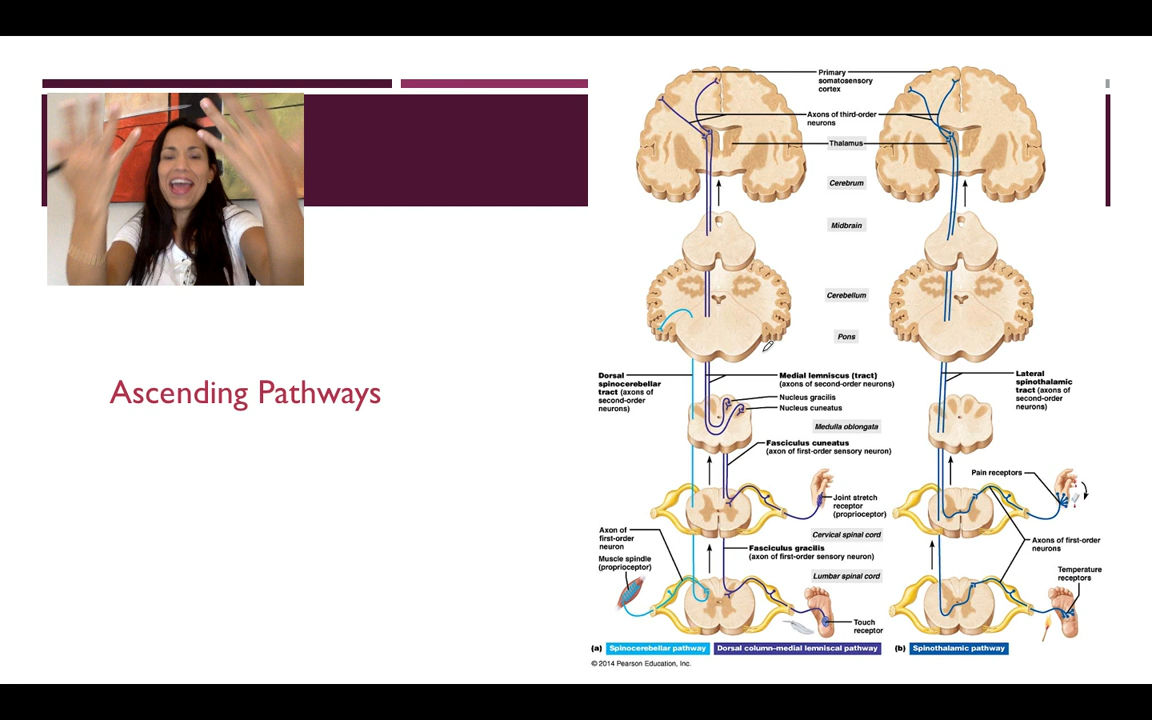 Ascending Pathways
Primary
somatosensory
cortex
Axons of third-order
neurons
Thalamus
Cerebrum
Midbrain
Cerebellum
Pons
Dorsal
spinocerebellar
tract (axons of
second-order
neurons)
Medial lemniscus (tract)
(axons of second-order neurons)
Nucleus gracilis
Nucleus cuneatus
Medulla oblongata
Fasciculus cuneatus
(axon of first-order sensory neuron)
Joint stretch
receptor
(proprioceptor)
Cervical spinal cord
Axon of
first-order
neuron
Muscle spindle
(proprioceptor)
Fasciculus gracilis
(axon of first-order sensory neuron)
Lumbar spinal cord
Touch
receptor
Lateral
spinothalamic
tract (axons of
second-order
neurons)
Pain receptors
Axons of first-order
neurons
Temperature
receptors
(a) Spinocerebellar pathway Dorsal column–medial lemniscal pathway
(b) Spinothalamic pathway
© 2014 Pearson Education, Inc.